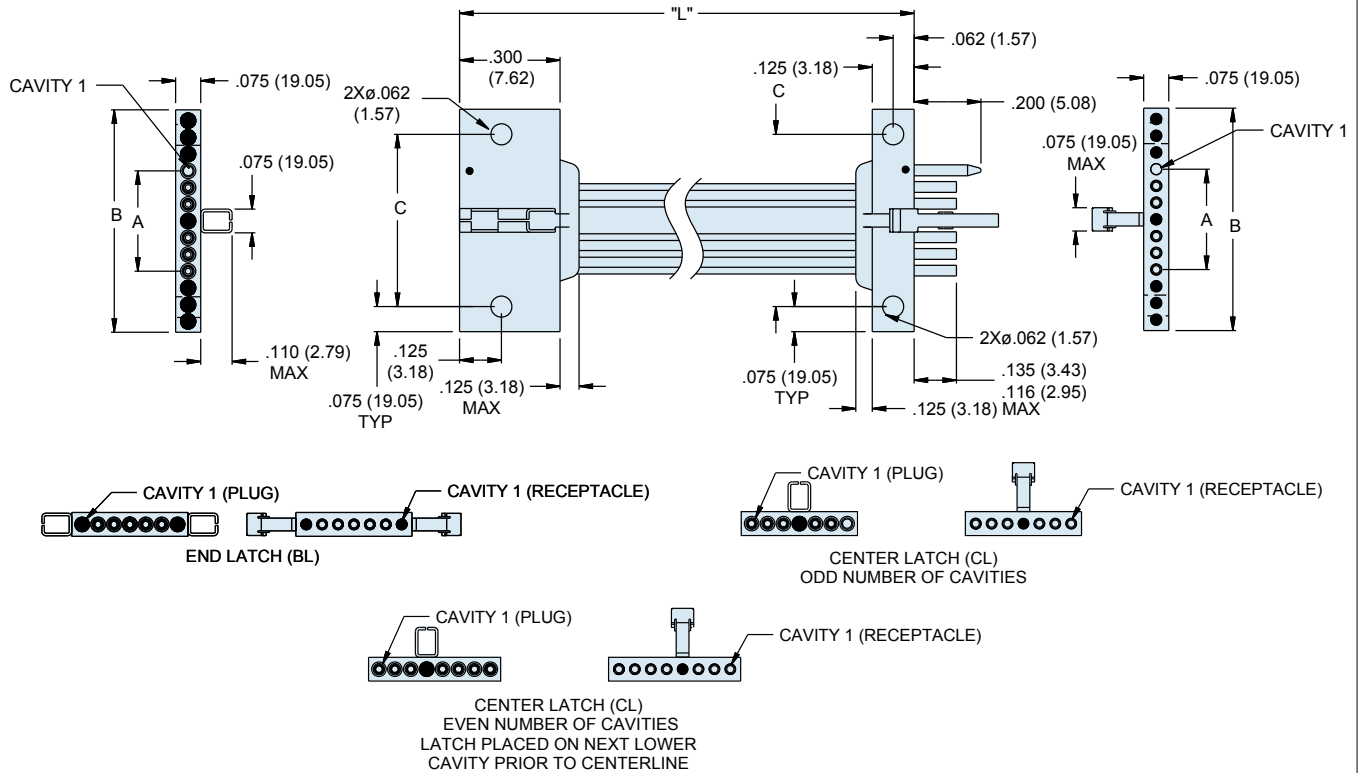 "L"
.062 (1.57)
.300
(7.62)
.125 (3.18)
C
.075 (19.05)
CAVITY 1
2Xø.062
(1.57)
.075 (19.05)
.200 (5.08)
CAVITY 1
.075 (19.05)
.075 (19.05)
MAX
B
A
C
A
B
2Xø.062 (1.57)
.110 (2.79)
MAX
.125
(3.18)
.075 (19.05)
TYP
.125 (3.18)
MAX
.075 (19.05)
TYP
.135 (3.43)
.116 (2.95)
.125 (3.18) MAX
CAVITY 1 (PLUG)
CAVITY 1 (RECEPTACLE)
END LATCH (BL)
CAVITY 1 (PLUG)
CAVITY 1 (RECEPTACLE)
CENTER LATCH (CL)
ODD NUMBER OF CAVITIES
CAVITY 1 (PLUG)
CAVITY 1 (RECEPTACLE)
CENTER LATCH (CL)
EVEN NUMBER OF CAVITIES
LATCH PLACED ON NEXT LOWER
CAVITY PRIOR TO CENTERLINE